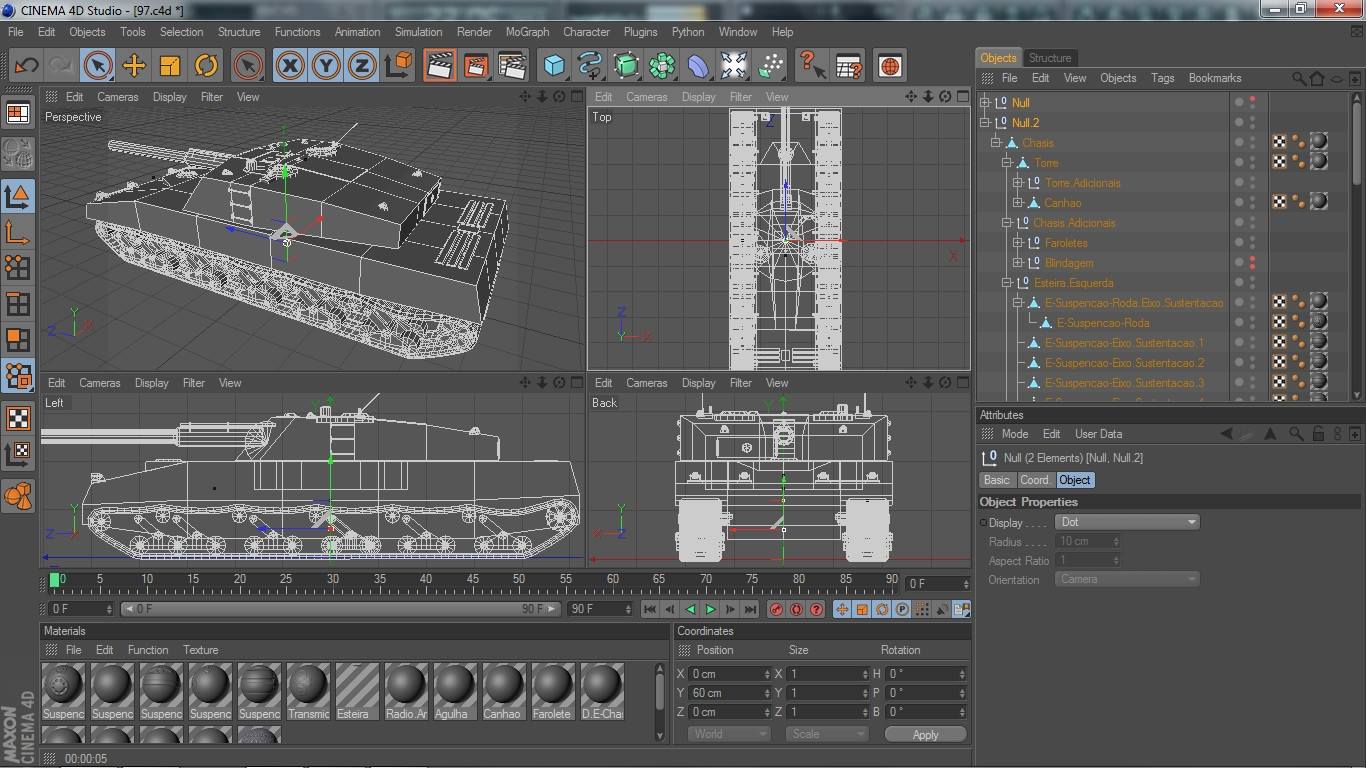 CINEMA 4D Studio - [97.c4d *]
File Edit Objects Tools Selection Structure Functions Animation Simulation Render MoGraph Character Plugins Python Window Help
Edit Cameras Display Filter View
Perspective
Edit Cameras Display Filter View
Top
Edit Cameras Display Filter View
Left
Edit Cameras Display Filter View
Back
Objects Structure
File Edit View Objects Tags Bookmarks
Null
Null.2
Chasis
Torre
Torre.Adicionais
Canhao
Chasis.Adicionais
Faroletes
Blindagem
Esteira.Esquerda
E-Suspencao-Roda.Eixo.Sustentacao
E-Suspencao-Roda
E-Suspencao-Eixo.Sustentacao.1
E-Suspencao-Eixo.Sustentacao.2
E-Suspencao-Eixo.Sustentacao.3
Attributes
Mode Edit User Data
Null (2 Elements) [Null, Null.2]
Basic Coord. Object
Object Properties
Display . . . . Dot
Radius . . . . 10 cm
Aspect Ratio 1
Orientation Camera
0 5 10 15 20 25 30 35 40 45 50 55 60 65 70 75 80 85 90 0 F
0 F 0 F 90 F 90 F
Materials
File Edit Function Texture
Suspenc Suspenc Suspenc Suspenc Suspenc Transmic Esteira Radio.Ar Agulha Canhao Farolete D.E-Chas
Coordinates
Position Size Rotation
X 0 cm X 1 H 0 °
Y 60 cm Y 1 P 0 °
Z 0 cm Z 1 B 0 °
World Scale Apply
MAXON
CINEMA 4D
00:00:05